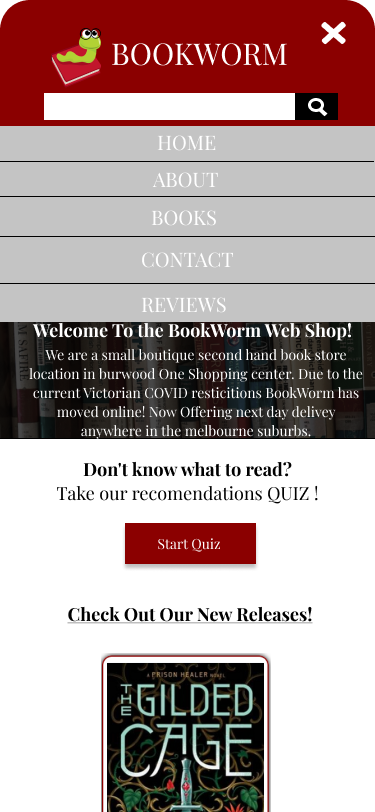 BOOKWORM
HOME
ABOUT
BOOKS
CONTACT
REVIEWS
Welcome To the BookWorm Web Shop!
We are a small boutique second hand book store
location in burwood One Shopping center. Due to the
current Victorian COVID resticitions BookWorm has
moved online! Now Offering next day delivey
anywhere in the melbourne suburbs.
Don't know what to read?
Take our recomendations QUIZ !
Start Quiz
Check Out Our New Releases!
A PRISON HEALER NOVEL
THE GILDED
CAGE